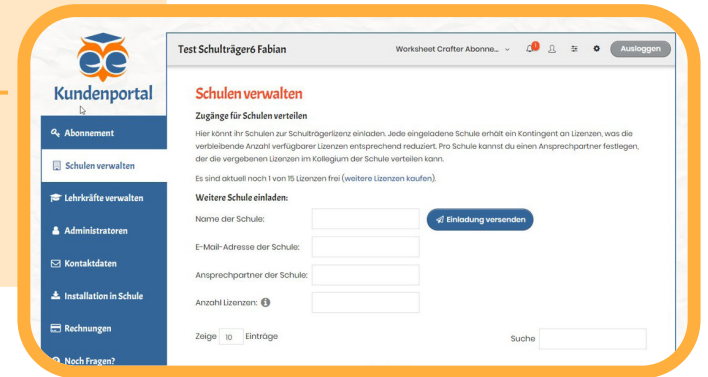 Test Schulträger6 Fabian
Worksheet Crafter Abonne...
1
Ausloggen
Kundenportal
Abonnement
Schulen verwalten
Lehrkräfte verwalten
Administratoren
Kontaktdaten
Installation in Schule
Rechnungen
Noch Fragen?
Schulen verwalten
Zugänge für Schulen verteilen
Hier könnt ihr Schulen zur Schulträgerlizenz einladen. Jede eingeladene Schule erhält ein Kontingent an Lizenzen, was die
verbleibende Anzahl verfügbarer Lizenzen entsprechend reduziert. Pro Schule kannst du einen Ansprechpartner festlegen,
der die vergebenen Lizenzen im Kollegium der Schule verteilen kann.
Es sind aktuell noch 1 von 15 Lizenzen frei (weitere Lizenzen kaufen).
Weitere Schule einladen:
Name der Schule:
Einladung versenden
E-Mail-Adresse der Schule:
Ansprechpartner der Schule:
Anzahl Lizenzen:
Zeige 10 Einträge
Suche